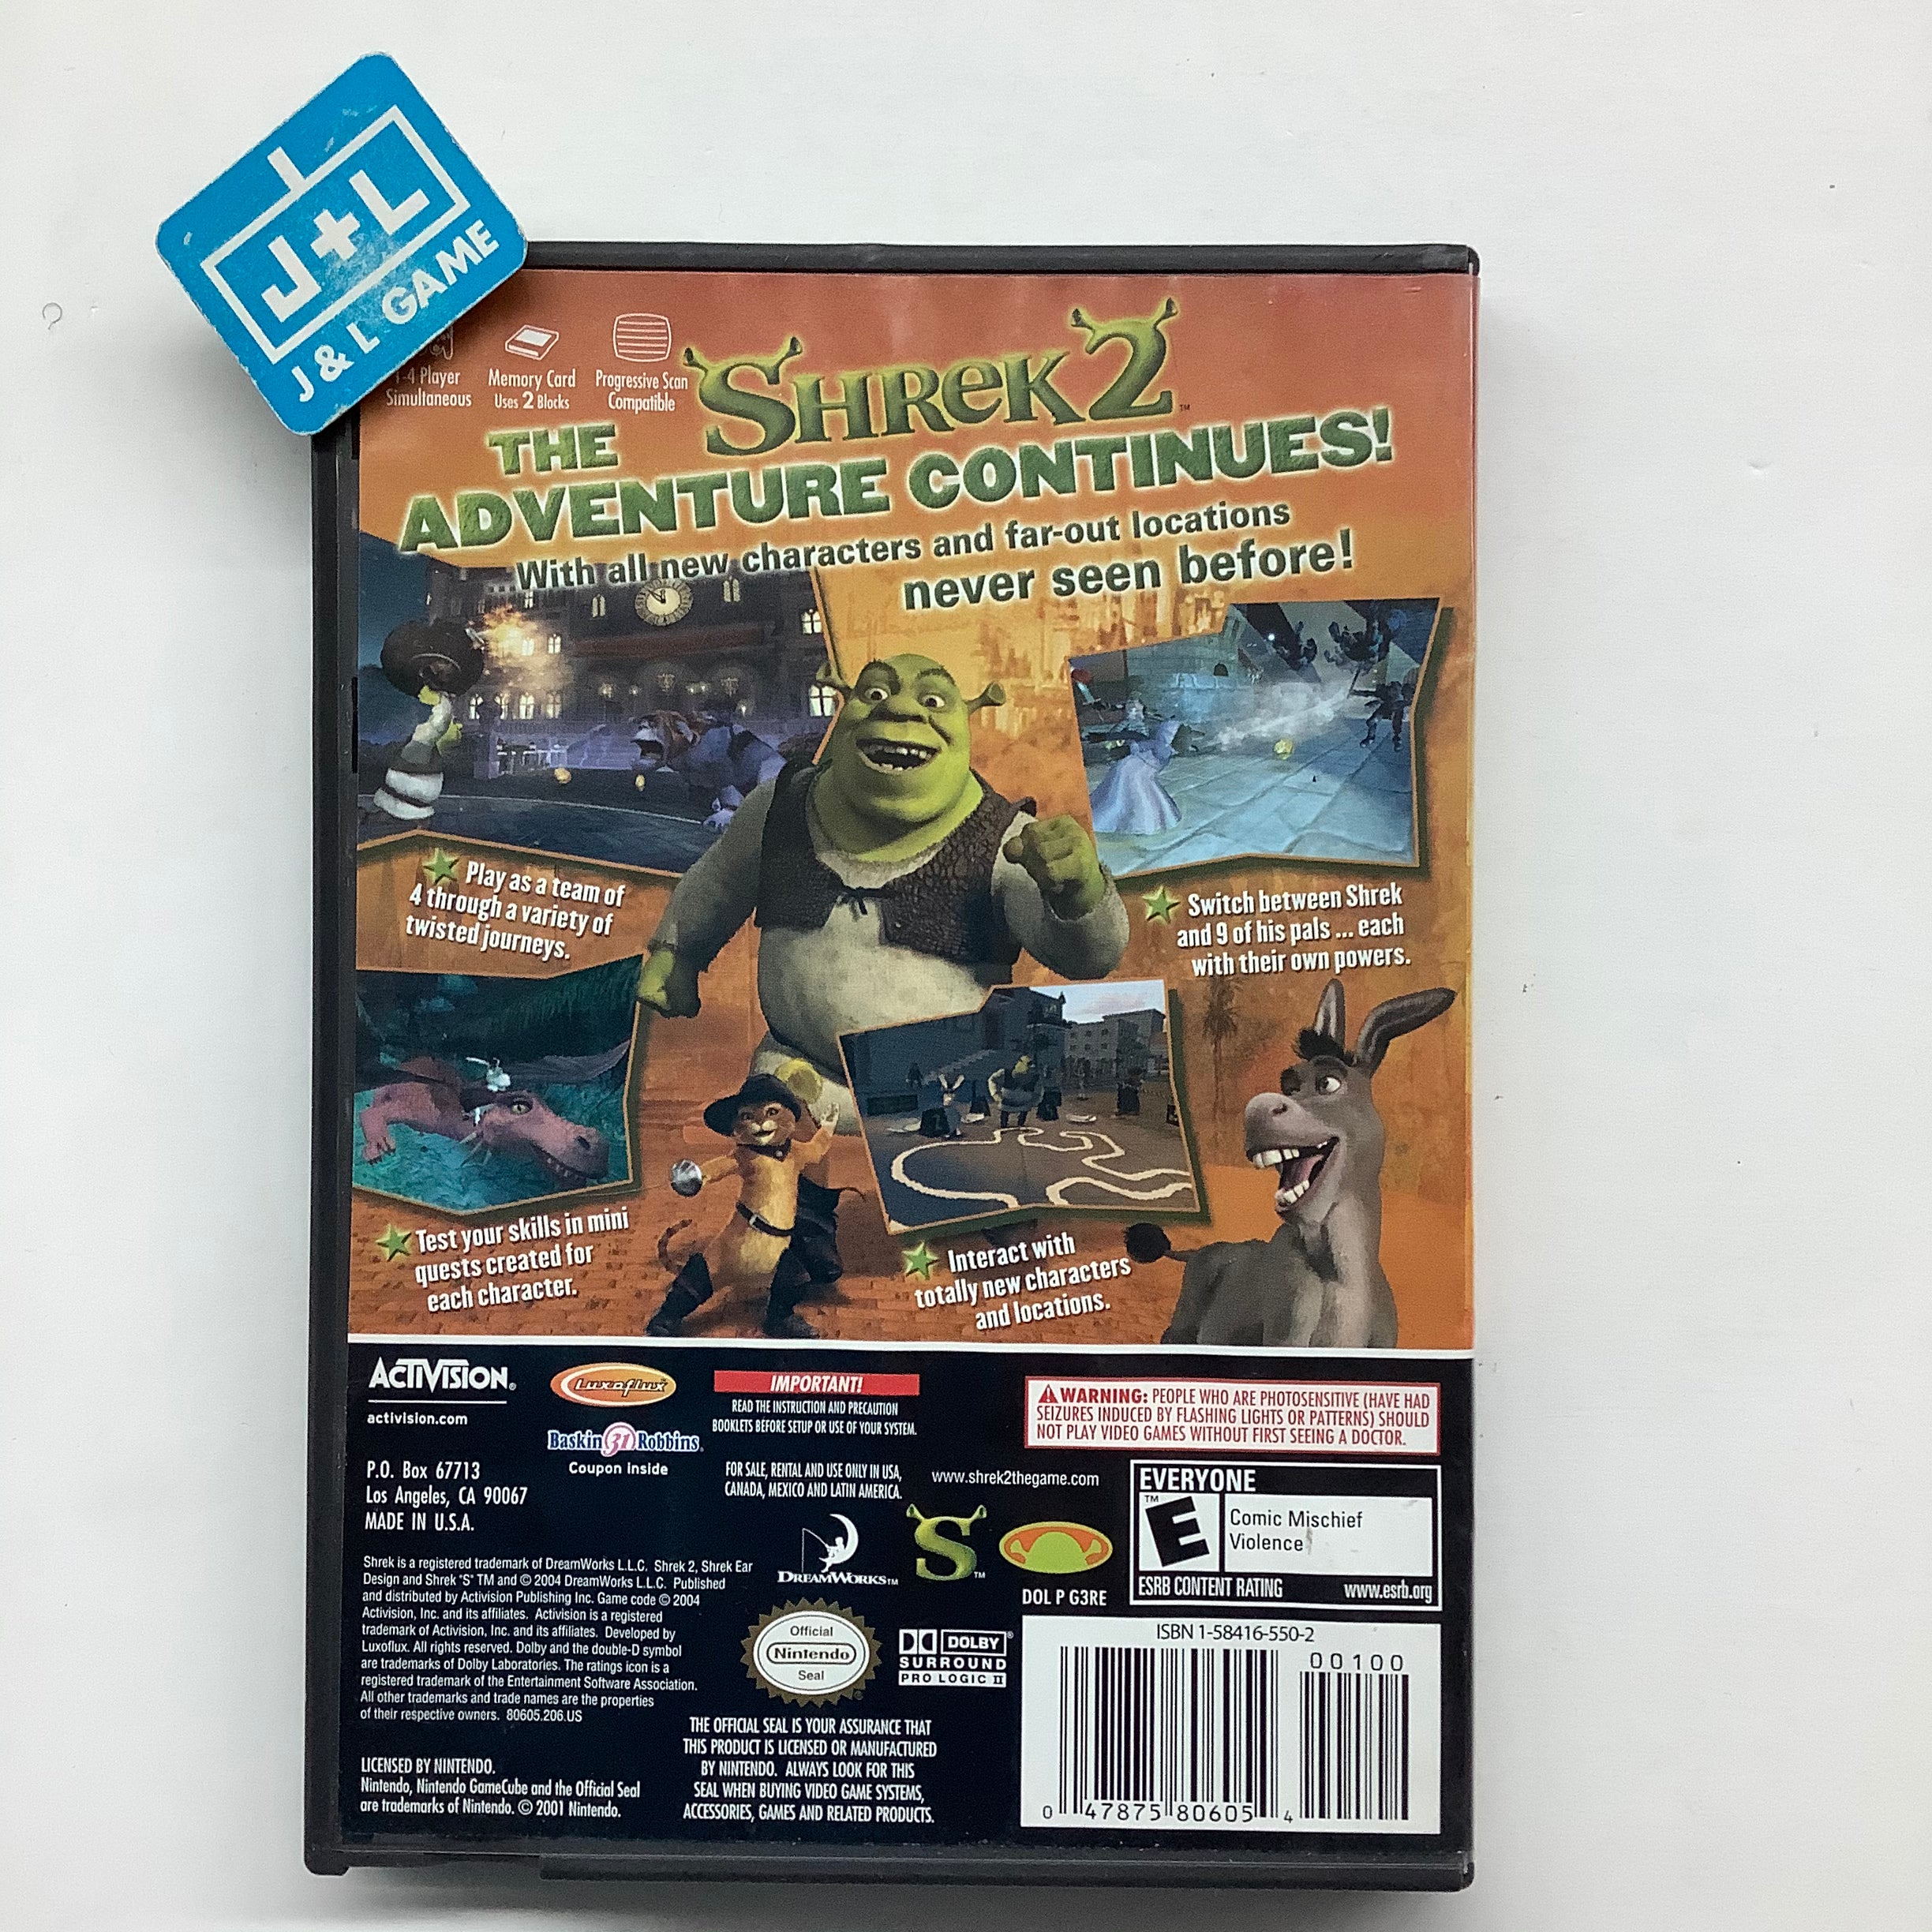 J+L
J & L GAME
1-4 Player
Simultaneous
Memory Card
Uses 2 Blocks
Progressive Scan
Compatible
SHREK 2 ™
THE
ADVENTURE CONTINUES!
With all new characters and far-out locations
never seen before!
Play as a team of
4 through a variety of
twisted journeys.
Switch between Shrek
and 9 of his pals ... each
with their own powers.
Test your skills in mini
quests created for
each character.
Interact with
totally new characters
and locations.
ACTIVISION®
activision.com
P.O. Box 67713
Los Angeles, CA 90067
MADE IN U.S.A.
Luxoflux
Baskin 31 Robbins.
Coupon Inside
IMPORTANT!
READ THE INSTRUCTION AND PRECAUTION
BOOKLETS BEFORE SETUP OR USE OF YOUR SYSTEM.
FOR SALE, RENTAL AND USE ONLY IN USA,
CANADA, MEXICO AND LATIN AMERICA.
www.shrek2thegame.com
WARNING: PEOPLE WHO ARE PHOTOSENSITIVE (HAVE HAD
SEIZURES INDUCED BY FLASHING LIGHTS OR PATTERNS) SHOULD
NOT PLAY VIDEO GAMES WITHOUT FIRST SEEING A DOCTOR.
EVERYONE
™
E
Comic Mischief
Violence
ESRB CONTENT RATING www.esrb.org
DREAMWORKS™
S™
DOL P G3RE
Shrek is a registered trademark of DreamWorks L.L.C. Shrek 2, Shrek Ear
Design and Shrek "S" TM and © 2004 DreamWorks L.L.C. Published
and distributed by Activision Publishing Inc. Game code © 2004
Activision, Inc. and its affiliates. Activision is a registered
trademark of Activision, Inc. and its affiliates. Developed by
Luxoflux. All rights reserved. Dolby and the double-D symbol
are trademarks of Dolby Laboratories. The ratings icon is a
registered trademark of the Entertainment Software Association.
All other trademarks and trade names are the properties
of their respective owners. 80605.206.US
LICENSED BY NINTENDO.
Nintendo, Nintendo GameCube and the Official Seal
are trademarks of Nintendo. © 2001 Nintendo.
Official
Nintendo
Seal
®
DOLBY®
SURROUND
PRO LOGIC II
THE OFFICIAL SEAL IS YOUR ASSURANCE THAT
THIS PRODUCT IS LICENSED OR MANUFACTURED
BY NINTENDO. ALWAYS LOOK FOR THIS
SEAL WHEN BUYING VIDEO GAME SYSTEMS,
ACCESSORIES, GAMES AND RELATED PRODUCTS.
ISBN 1-58416-550-2
00100
0 47875 80605 4